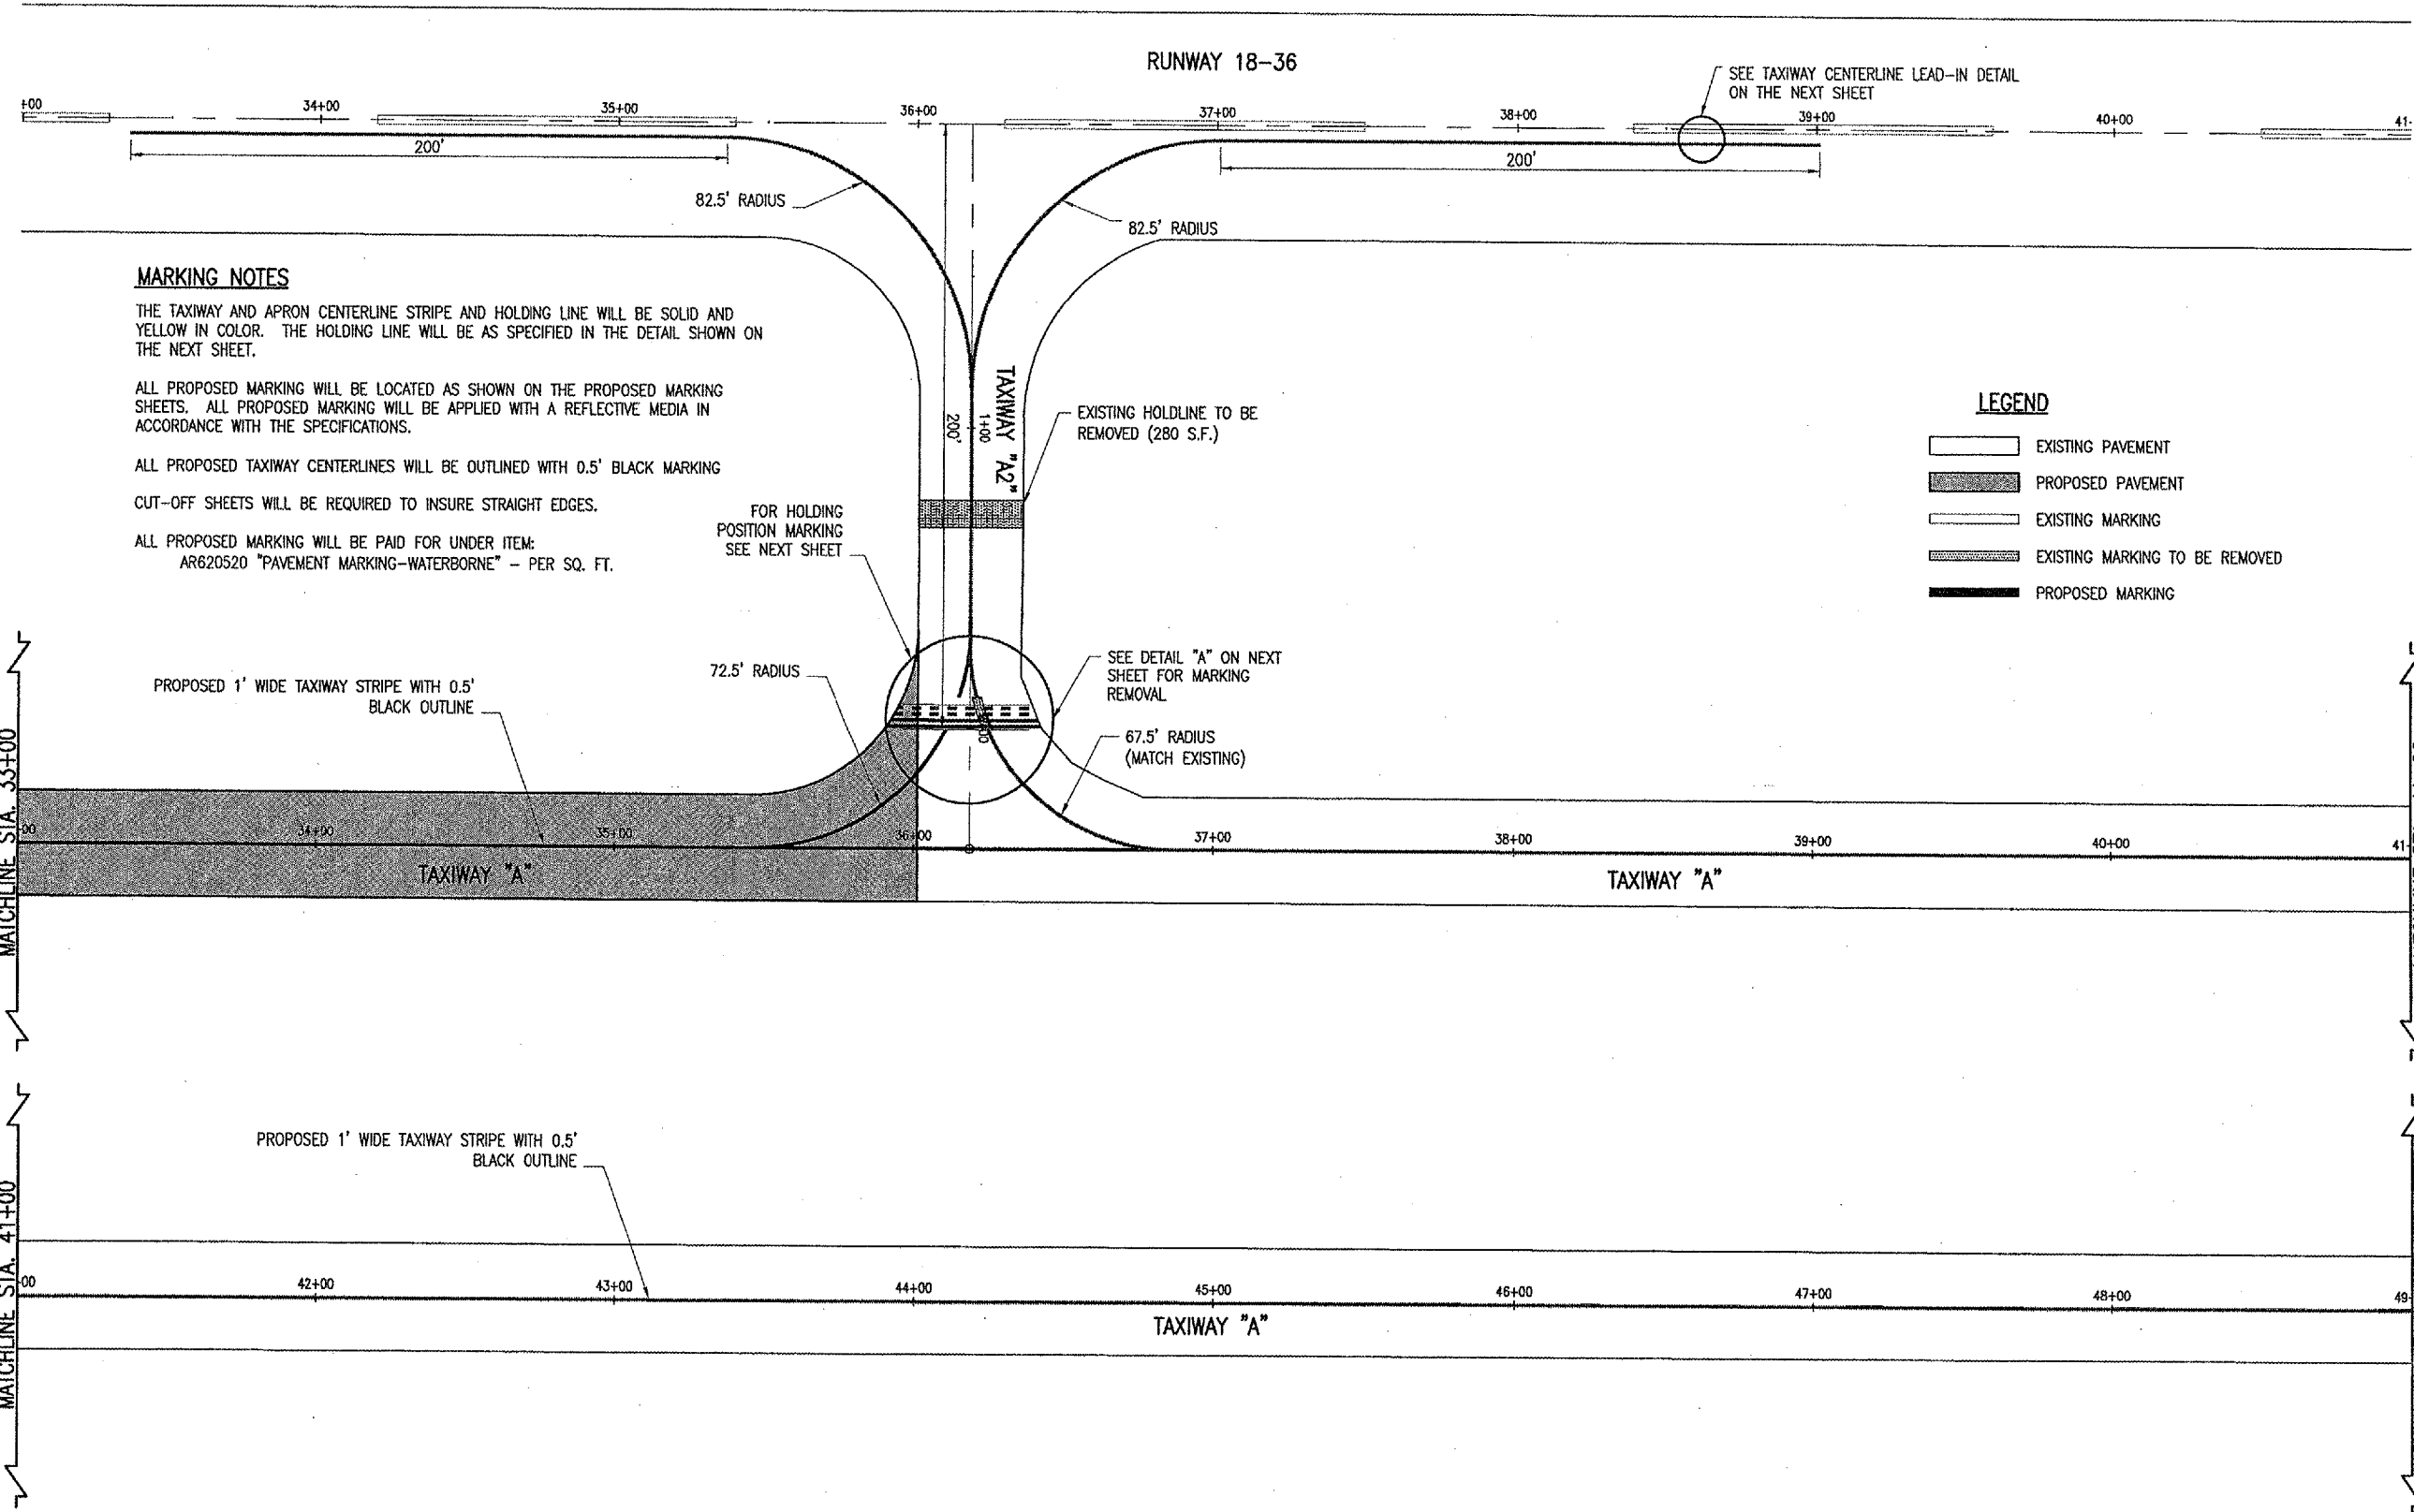 RUNWAY 18-36
SEE TAXIWAY CENTERLINE LEAD-IN DETAIL
ON THE NEXT SHEET
+00
34+00
35+00
36+00
37+00
38+00
39+00
40+00
41-
200'
200'
82.5' RADIUS
82.5' RADIUS
MARKING NOTES
THE TAXIWAY AND APRON CENTERLINE STRIPE AND HOLDING LINE WILL BE SOLID AND
YELLOW IN COLOR. THE HOLDING LINE WILL BE AS SPECIFIED IN THE DETAIL SHOWN ON
THE NEXT SHEET.
ALL PROPOSED MARKING WILL BE LOCATED AS SHOWN ON THE PROPOSED MARKING
SHEETS. ALL PROPOSED MARKING WILL BE APPLIED WITH A REFLECTIVE MEDIA IN
ACCORDANCE WITH THE SPECIFICATIONS.
ALL PROPOSED TAXIWAY CENTERLINES WILL BE OUTLINED WITH 0.5' BLACK MARKING
CUT-OFF SHEETS WILL BE REQUIRED TO INSURE STRAIGHT EDGES.
ALL PROPOSED MARKING WILL BE PAID FOR UNDER ITEM:
AR620520 "PAVEMENT MARKING-WATERBORNE" - PER SQ. FT.
TAXIWAY "A2"
1+00
200'
EXISTING HOLDLINE TO BE
REMOVED (280 S.F.)
LEGEND
EXISTING PAVEMENT
PROPOSED PAVEMENT
EXISTING MARKING
EXISTING MARKING TO BE REMOVED
PROPOSED MARKING
FOR HOLDING
POSITION MARKING
SEE NEXT SHEET
72.5' RADIUS
SEE DETAIL "A" ON NEXT
SHEET FOR MARKING
REMOVAL
67.5' RADIUS
(MATCH EXISTING)
PROPOSED 1' WIDE TAXIWAY STRIPE WITH 0.5'
BLACK OUTLINE
MATCHLINE STA. 33+00
00
34+00
35+00
36+00
37+00
38+00
39+00
40+00
41-
TAXIWAY "A"
TAXIWAY "A"
PROPOSED 1' WIDE TAXIWAY STRIPE WITH 0.5'
BLACK OUTLINE
MATCHLINE STA. 41+00
00
42+00
43+00
44+00
45+00
46+00
47+00
48+00
49-
TAXIWAY "A"